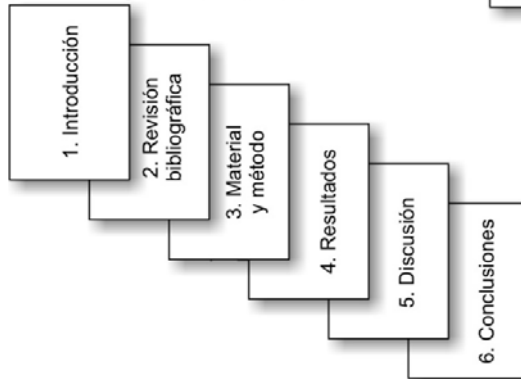 1. Introducción
2. Revisión
bibliográfica
3. Material
y método
4. Resultados
5. Discusión
6. Conclusiones